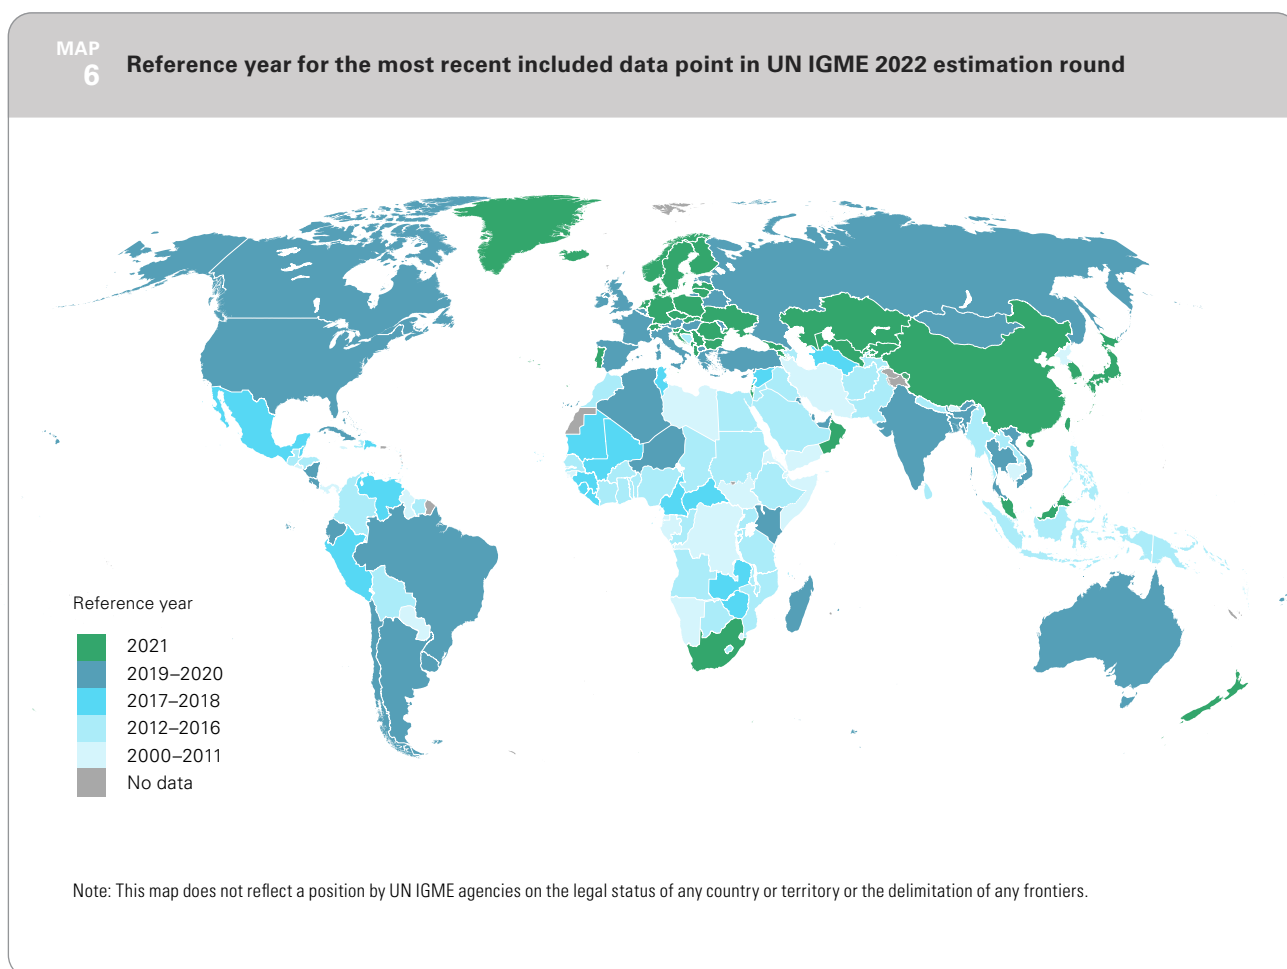 MAP
6
Reference year for the most recent included data point in UN IGME 2022 estimation round
Reference year
2021
2019–2020
2017–2018
2012–2016
2000–2011
No data
Note: This map does not reflect a position by UN IGME agencies on the legal status of any country or territory or the delimitation of any frontiers.